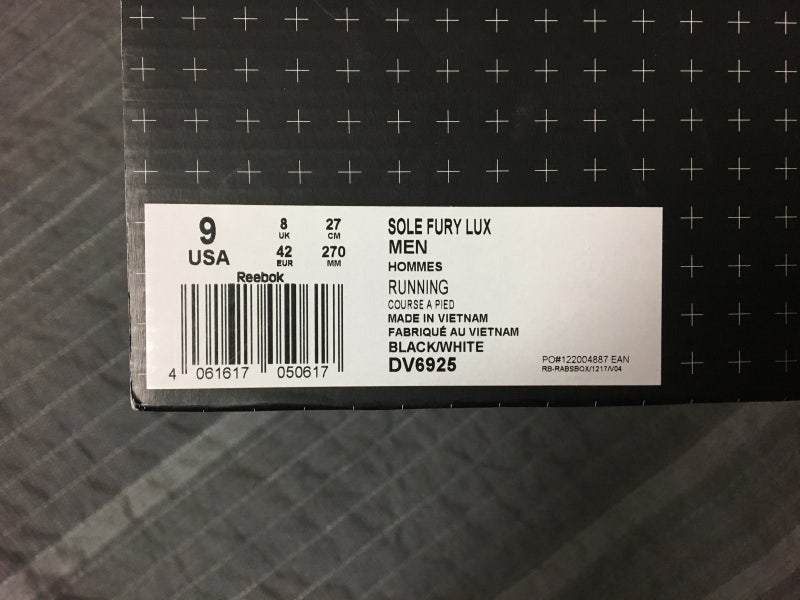 9
USA
8
UK
27
CM
42
EUR
270
MM
Reebok
4 061617 050617
SOLE FURY LUX
MEN
HOMMES
RUNNING
COURSE A PIED
MADE IN VIETNAM
FABRIQUÉ AU VIETNAM
BLACK/WHITE
DV6925
PO#122004887 EAN
RB-RABSBOX/1217/V04